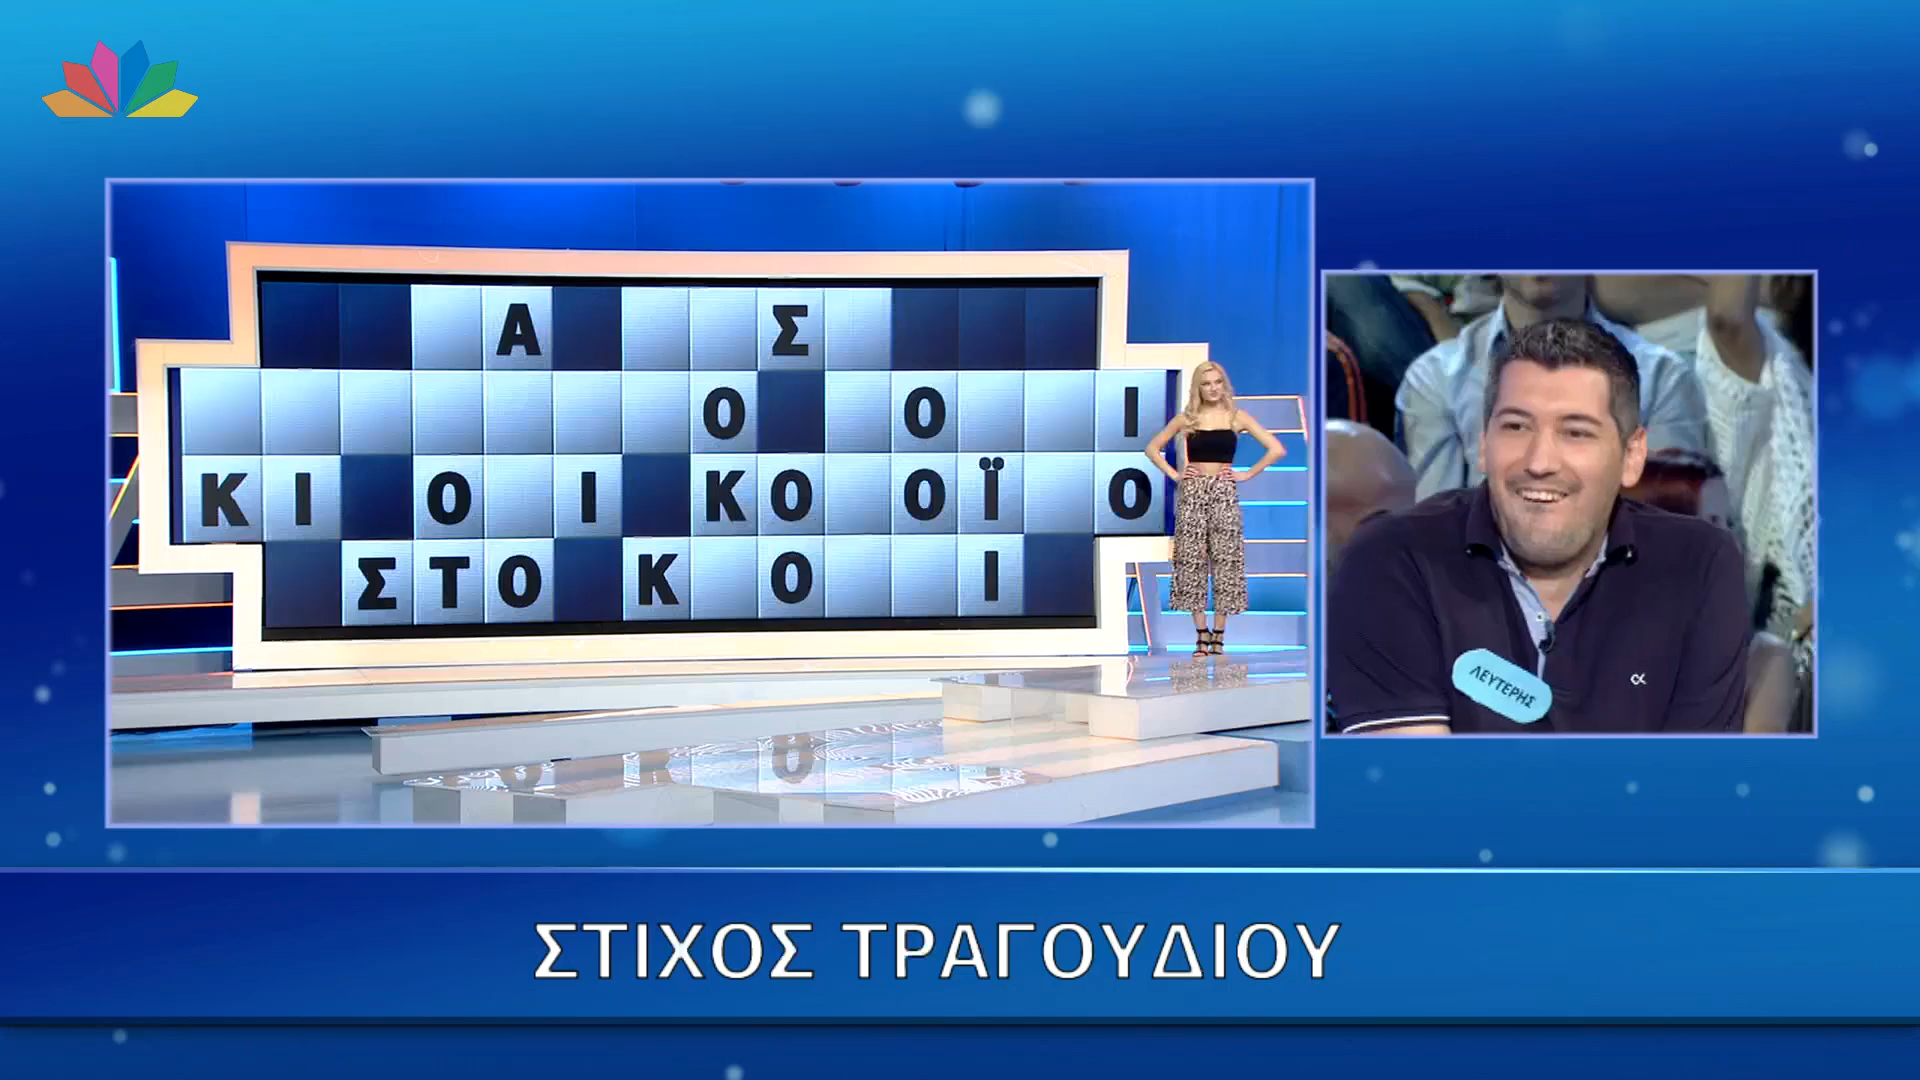 Α Σ
Ο Ο Ι
ΚΙ Ο Ι ΚΟ ΟΪ Ο
ΣΤΟ Κ Ο Ι
ΛΕΥΤΕΡΗΣ
ΣΤΙΧΟΣ ΤΡΑΓΟΥΔΙΟΥ